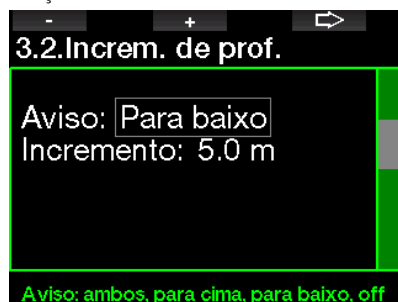 - +
3.2.Increm. de prof.
Aviso: Para baixo
Incremento: 5.0 m
Aviso: ambos, para cima, para baixo, off